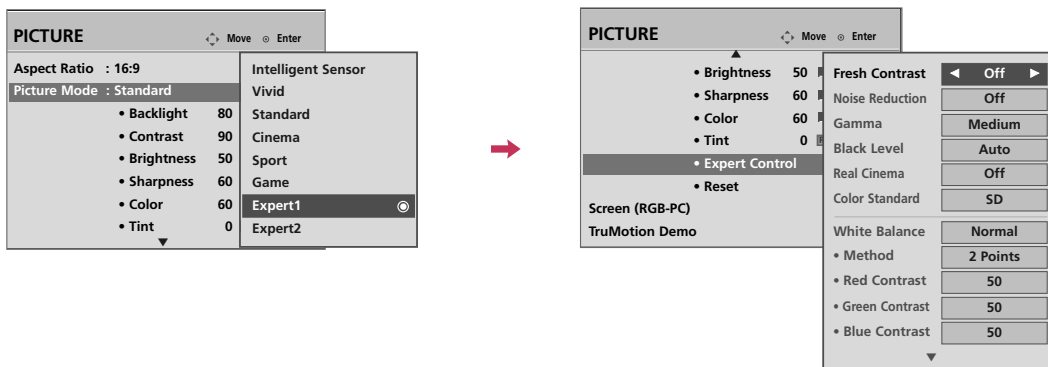 PICTURE
Move Enter
Aspect Ratio : 16:9
Picture Mode : Standard
• Backlight 80
• Contrast 90
• Brightness 50
• Sharpness 60
• Color 60
• Tint 0
Intelligent Sensor
Vivid
Standard
Cinema
Sport
Game
Expert1
Expert2
PICTURE
Move Enter
• Brightness 50
• Sharpness 60
• Color 60
• Tint 0
• Expert Control
• Reset
Screen (RGB-PC)
TruMotion Demo
Fresh Contrast Off
Noise Reduction Off
Gamma Medium
Black Level Auto
Real Cinema Off
Color Standard SD
White Balance Normal
• Method 2 Points
• Red Contrast 50
• Green Contrast 50
• Blue Contrast 50